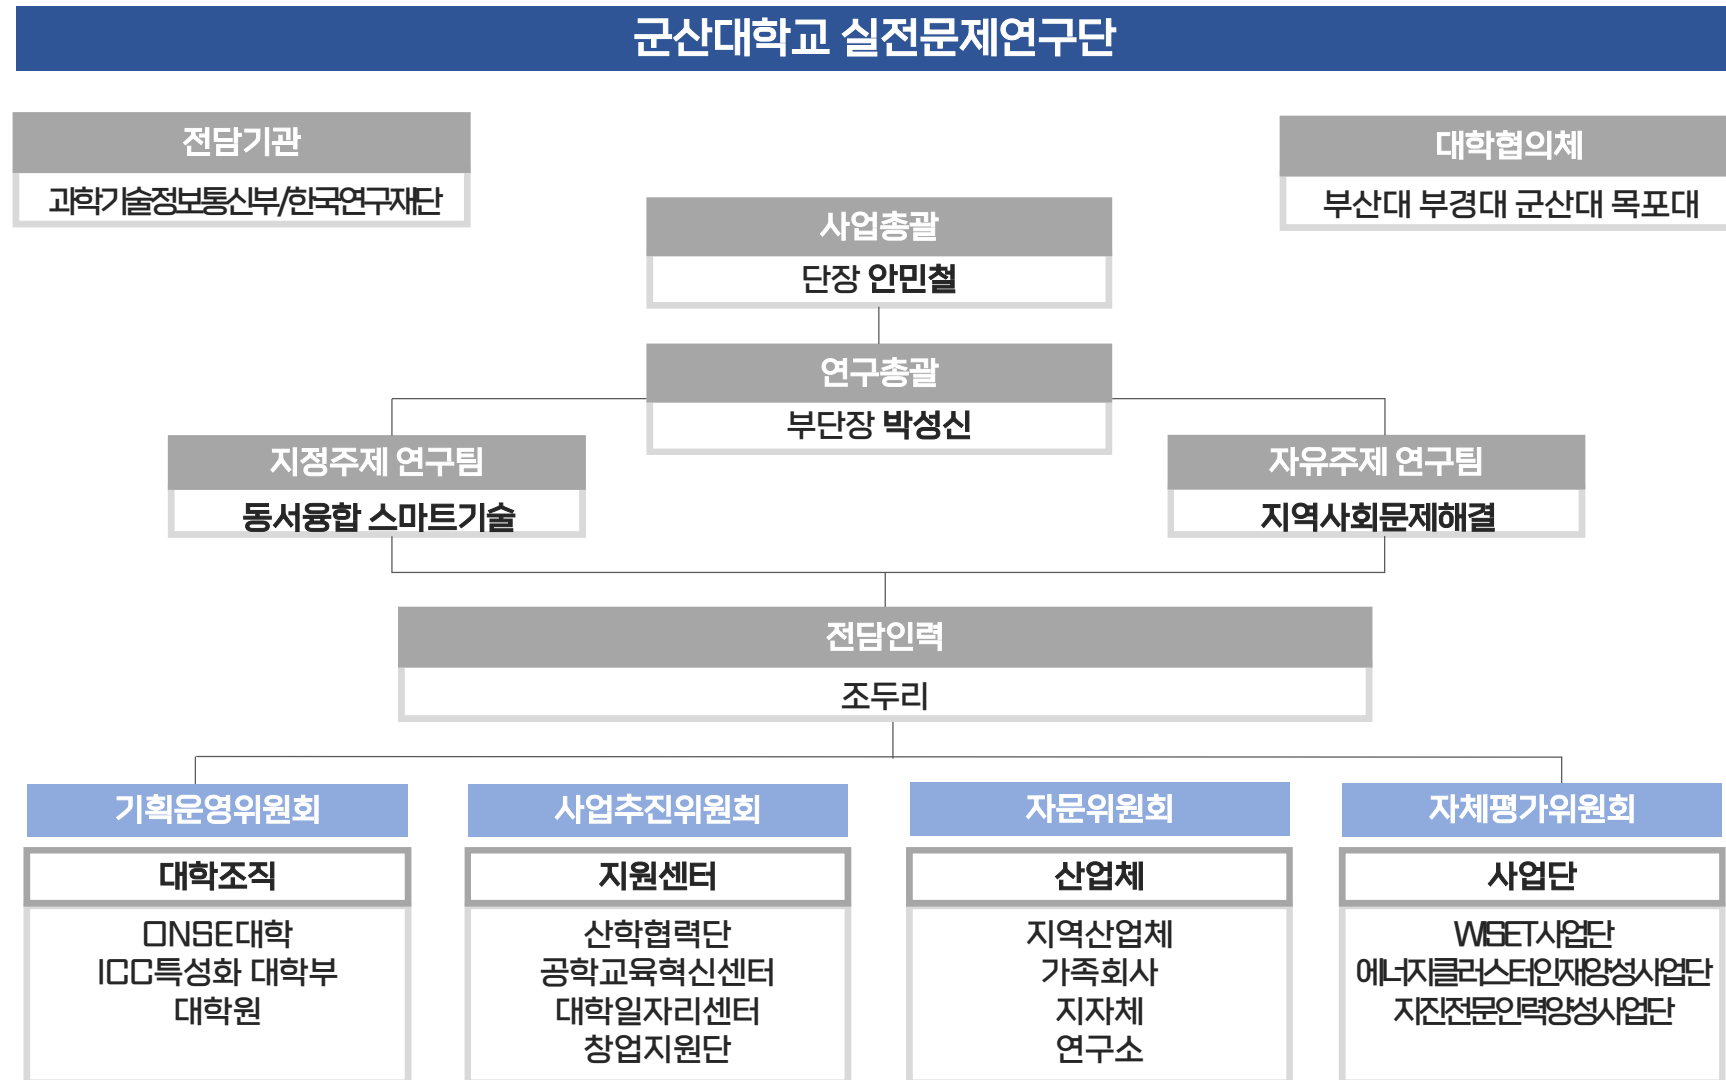 군산대학교 실전문제연구단
전담기관
과학기술정보통신부/한국연구재단
대학협의체
부산대 부경대 군산대 목포대
사업총괄
단장 안민철
연구총괄
부단장 박성신
지정주제 연구팀
동서융합 스마트기술
자유주제 연구팀
지역사회문제해결
전담인력
조두리
기획운영위원회
대학조직
ONSE대학
ICC특성화 대학부
대학원
사업추진위원회
지원센터
산학협력단
공학교육혁신센터
대학일자리센터
창업지원단
자문위원회
산업체
지역산업체
가족회사
지자체
연구소
자체평가위원회
사업단
WISET사업단
에너지클러스터인재양성사업단
지진전문인력양성사업단